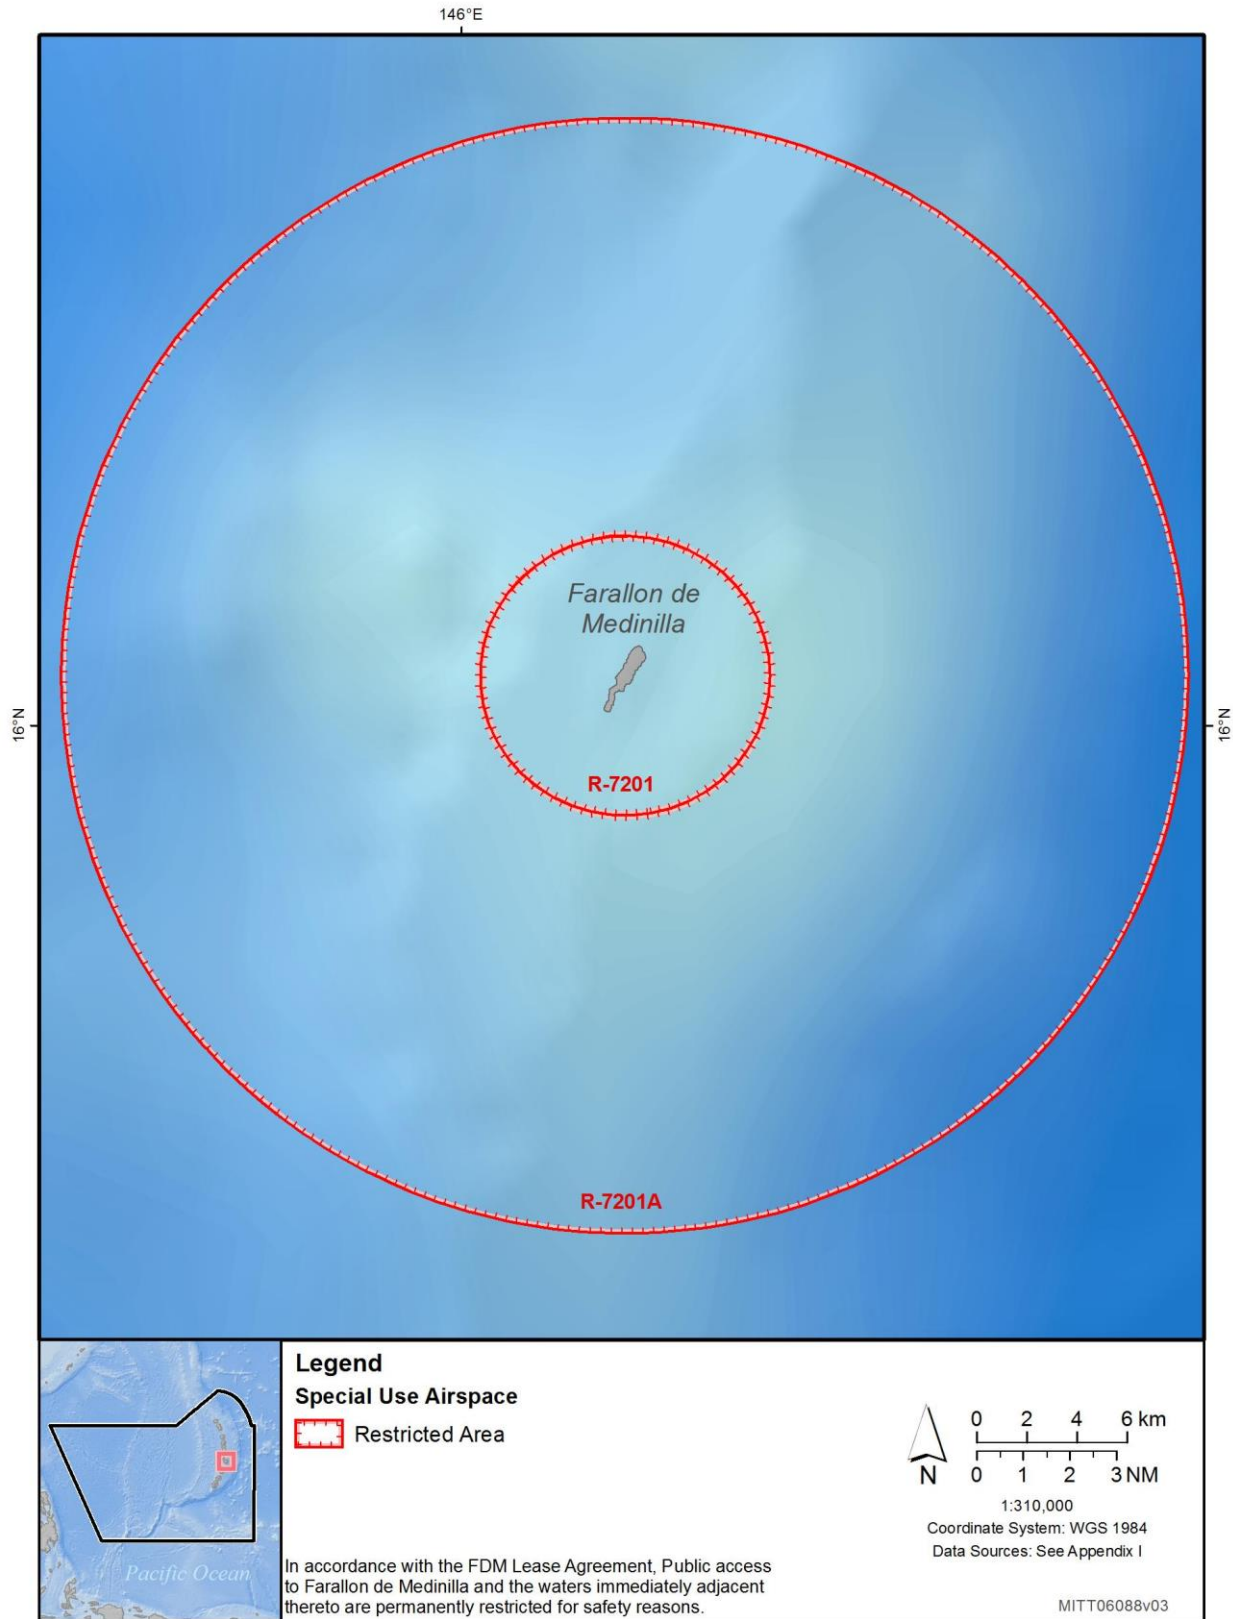 146°E
Farallon de
Medinilla
16°N
16°N
R-7201
R-7201A
Pacific Ocean
Legend
Special Use Airspace
Restricted Area
In accordance with the FDM Lease Agreement, Public access
to Farallon de Medinilla and the waters immediately adjacent
thereto are permanently restricted for safety reasons.
N
0 2 4 6 km
0 1 2 3 NM
1:310,000
Coordinate System: WGS 1984
Data Sources: See Appendix I
MITT06088v03